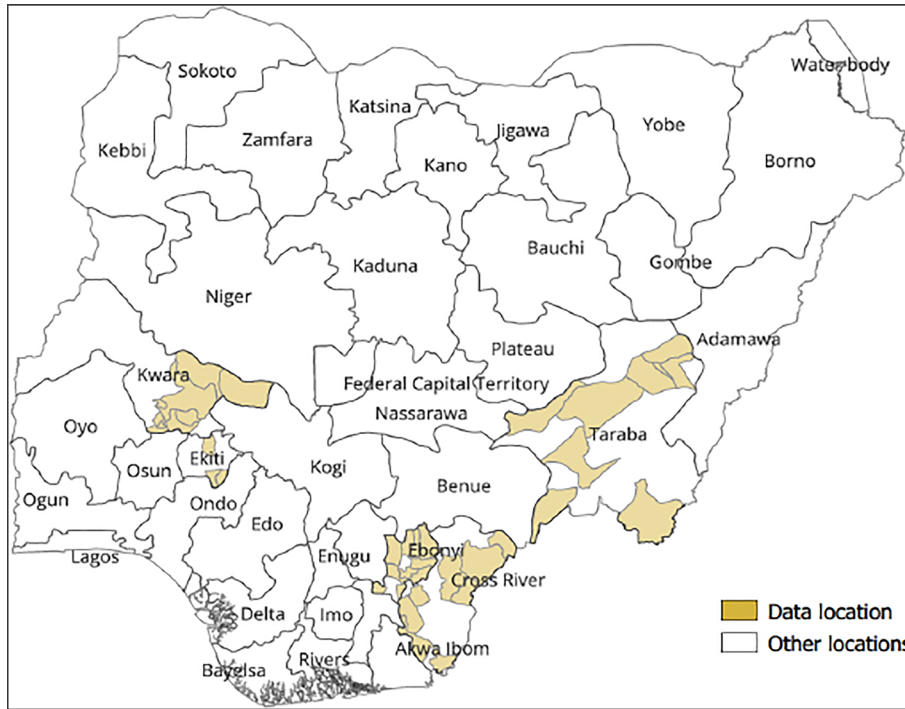 Sokoto
Water body
Katsina
Yobe
Jigawa
Zamfara
Kebbi
Kano
Borno
Bauchi
Gombe
Kaduna
Niger
Adamawa
Plateau
Kwara
Federal Capital Territory
Nassarawa
Oyo
Taraba
Ekiti
Osun
Kogi
Benue
Ogun
Ondo
Edo
Lagos
Enugu
Ebonyi
Cross River
Delta
Imo
Data location
Akwa Ibom
Other locations
Rivers
Bayelsa